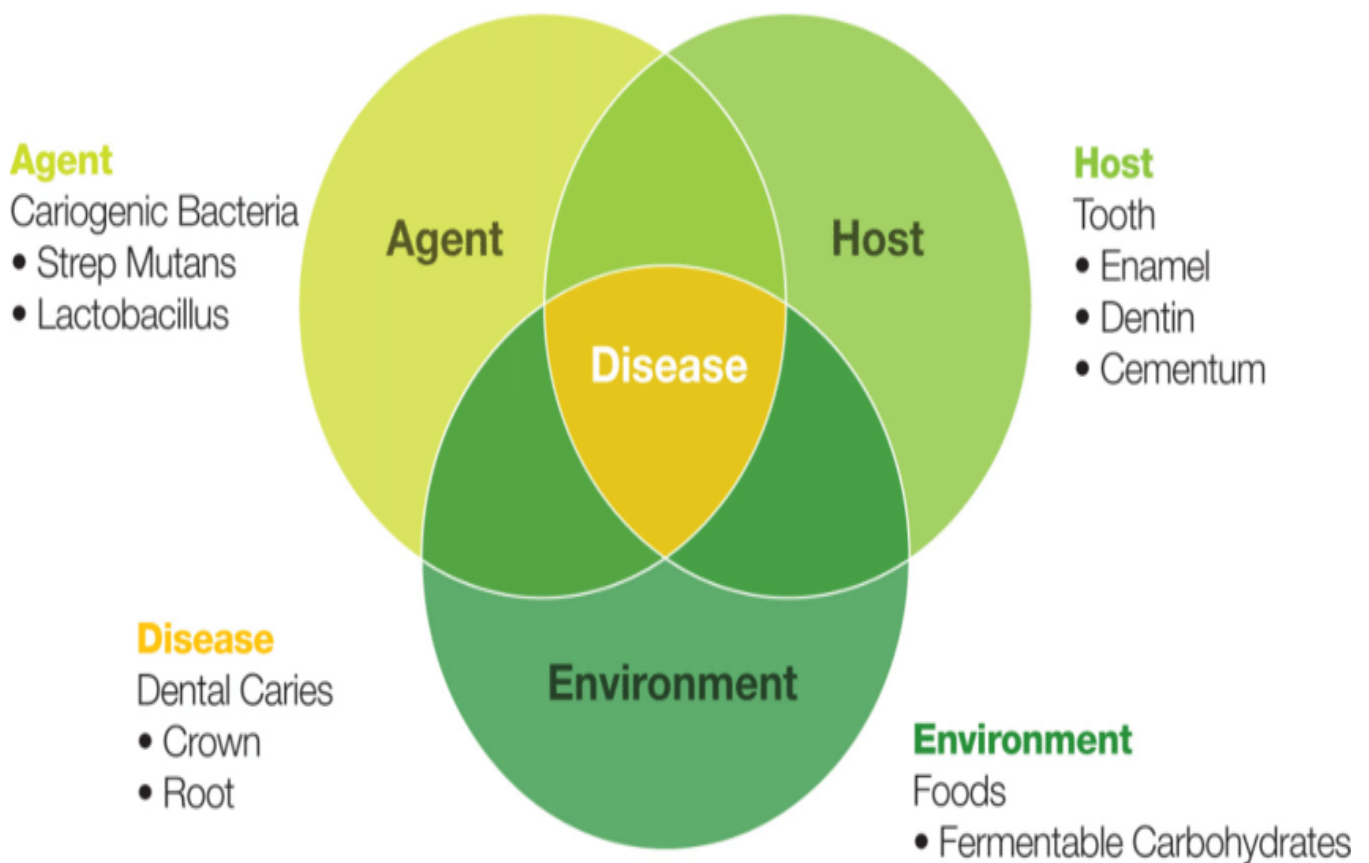 Agent
Cariogenic Bacteria
• Strep Mutans
• Lactobacillus
Agent
Host
Disease
Environment
Host
Tooth
• Enamel
• Dentin
• Cementum
Disease
Dental Caries
• Crown
• Root
Environment
Foods
• Fermentable Carbohydrates